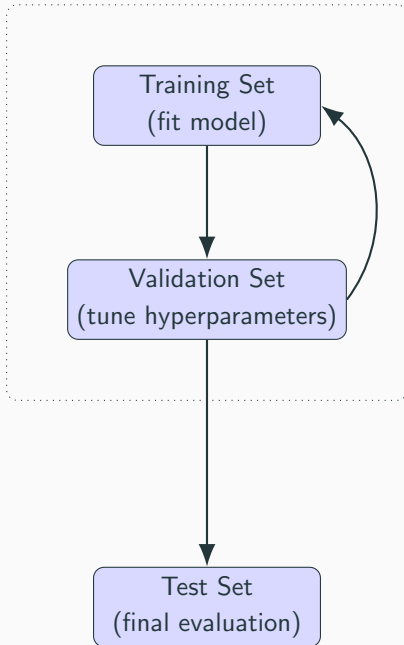 Training Set
(fit model)
Validation Set
(tune hyperparameters)
Test Set
(final evaluation)